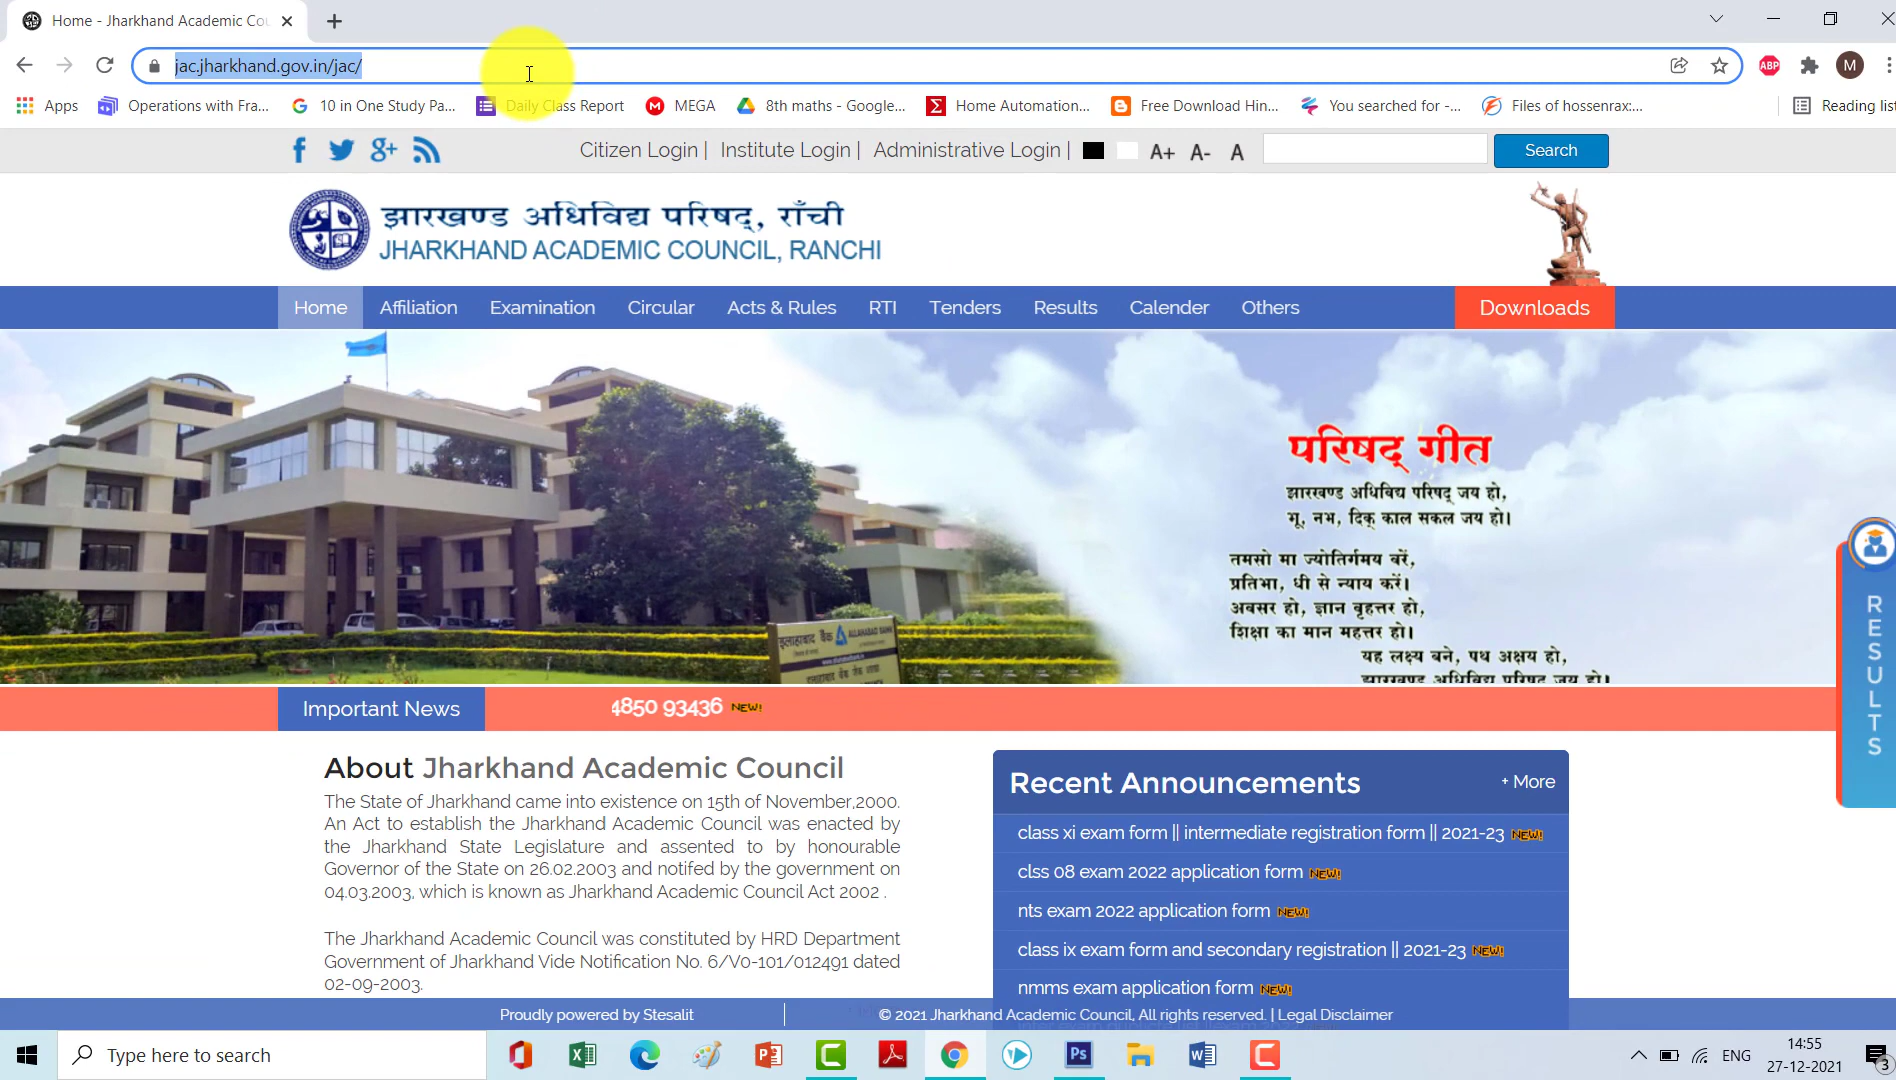 Home - Jharkhand Academic Cou
jac.jharkhand.gov.in/jac/
ABP
M
Apps
Operations with Fra...
10 in One Study Pa...
Daily Class Report
MEGA
8th maths - Google...
Home Automation...
Free Download Hin...
You searched for -...
Files of hossenrax:...
Reading list
Citizen Login |
Institute Login |
Administrative Login |
A+ A- A
Search
झारखण्ड अधिविद्य परिषद्, राँची
JHARKHAND ACADEMIC COUNCIL, RANCHI
Home
Affiliation
Examination
Circular
Acts & Rules
RTI
Tenders
Results
Calender
Others
Downloads
परिषद् गीत
झारखण्ड अधिविद्य परिषद् जय हो,
भू, नभ, दिक् काल सकल जय हो।
तमसो मा ज्योतिर्गमय वरें,
प्रतिभा, धी से न्याय करें।
अवसर हो, ज्ञान वृहत्तर हो,
शिक्षा का मान महत्तर हो।
यह लक्ष्य बने, पथ अक्षय हो,
झारखण्ड अधिविद्य परिषद् जय हो।
इलाहाबाद बैंक ALLAHABAD BANK
RESULTS
Important News
4850 93436 NEW!
About Jharkhand Academic Council
The State of Jharkhand came into existence on 15th of November,2000.
An Act to establish the Jharkhand Academic Council was enacted by
the Jharkhand State Legislature and assented to by honourable
Governor of the State on 26.02.2003 and notifed by the government on
04.03.2003, which is known as Jharkhand Academic Council Act 2002 .
The Jharkhand Academic Council was constituted by HRD Department
Government of Jharkhand Vide Notification No. 6/V0-101/012491 dated
02-09-2003.
Recent Announcements
+ More
class xi exam form || intermediate registration form || 2021-23 NEW!
clss 08 exam 2022 application form NEW!
nts exam 2022 application form NEW!
class ix exam form and secondary registration || 2021-23 NEW!
nmms exam application form NEW!
Proudly powered by Stesalit
© 2021 Jharkhand Academic Council, All rights reserved. | Legal Disclaimer
Type here to search
ENG
14:55
27-12-2021
3